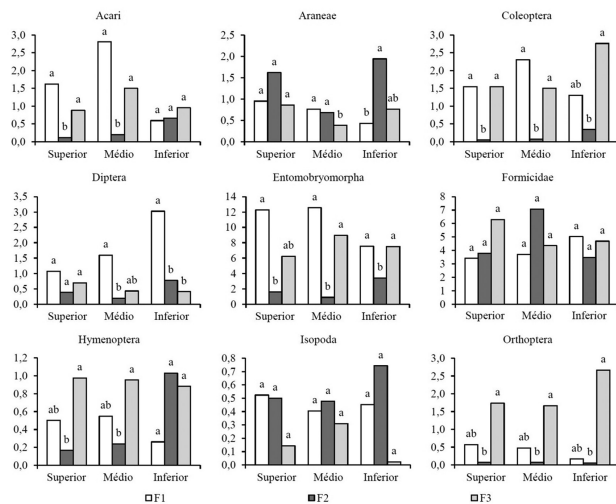 Acari
3,0
2,5
2,0
1,5
1,0
0,5
0,0
a b a
a b a
a a a
Superior Médio Inferior
Araneae
2,5
2,0
1,5
1,0
0,5
0,0
a a a
a a b
b a ab
Superior Médio Inferior
Coleoptera
3,0
2,5
2,0
1,5
1,0
0,5
0,0
a b a
a b a
ab b a
Superior Médio Inferior
Diptera
3,5
3,0
2,5
2,0
1,5
1,0
0,5
0,0
a a a
a b ab
a b b
Superior Médio Inferior
Entomobryomorpha
14
12
10
8
6
4
2
0
a b ab
a b a
a b a
Superior Médio Inferior
Formicidae
8
7
6
5
4
3
2
1
0
a a a
a a a
a a a
Superior Médio Inferior
Hymenoptera
1,2
1,0
0,8
0,6
0,4
0,2
0,0
ab b a
ab b a
a a a
Superior Médio Inferior
Isopoda
0,8
0,7
0,6
0,5
0,4
0,3
0,2
0,1
0,0
a a a
a a a
a a a
Superior Médio Inferior
Orthoptera
3,0
2,5
2,0
1,5
1,0
0,5
0,0
ab b a
ab b a
ab b a
Superior Médio Inferior
F1 F2 F3